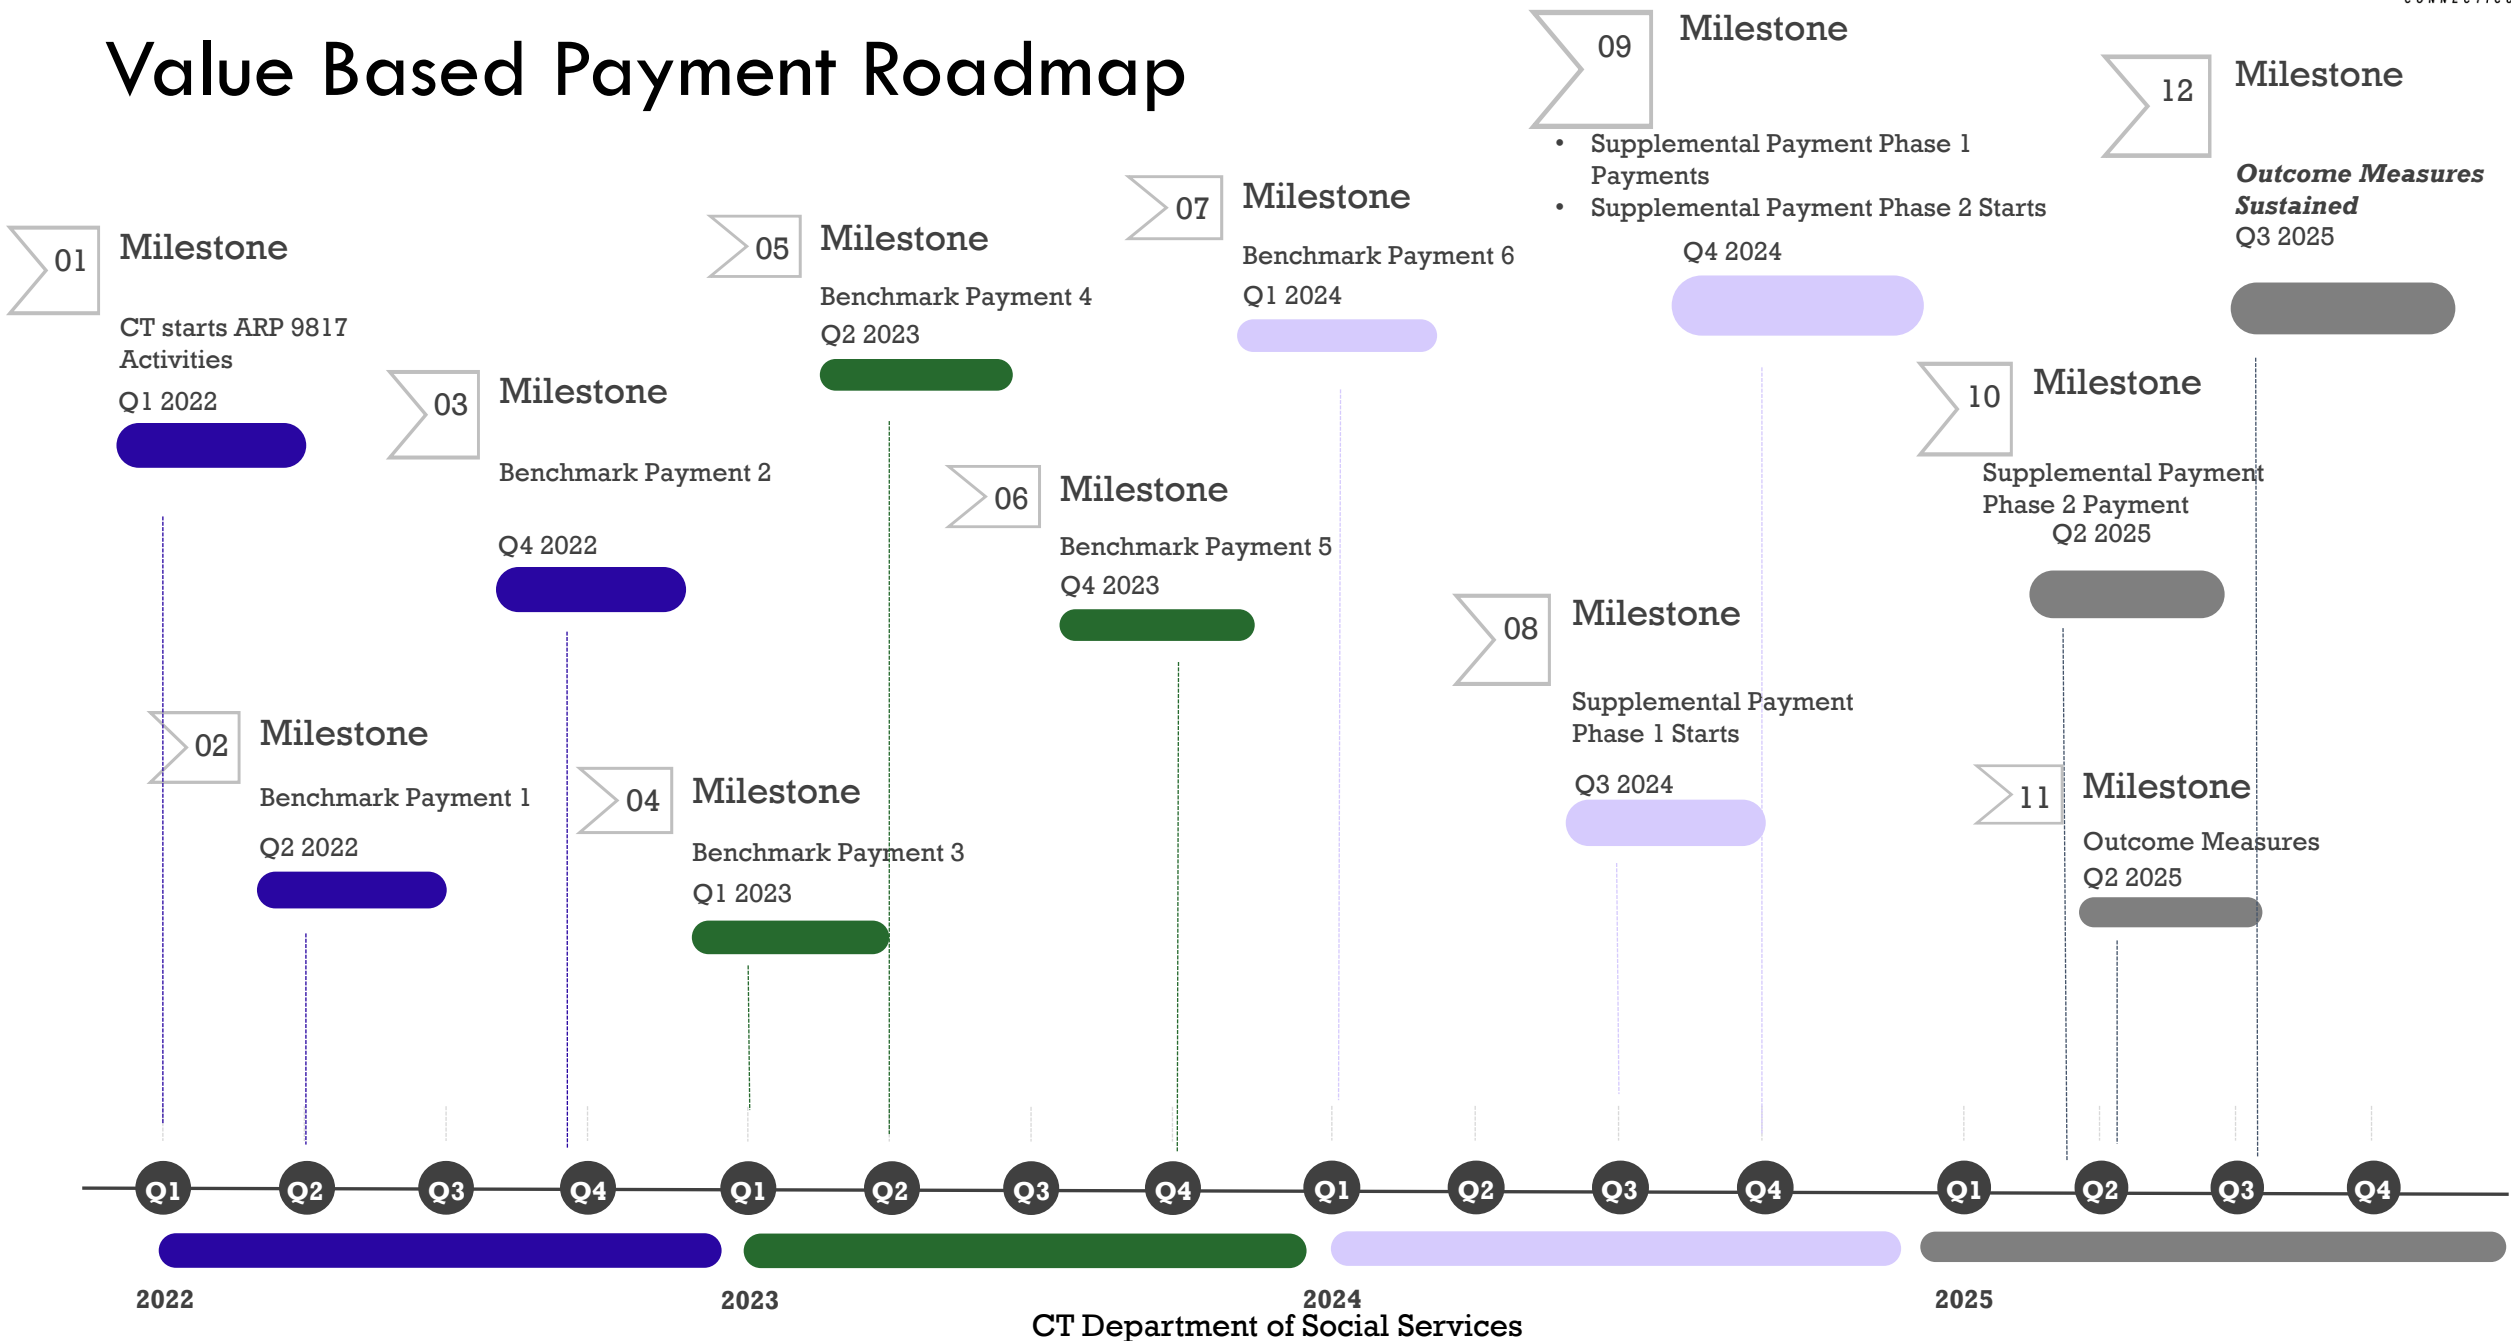 Value Based Payment Roadmap
01
Milestone
CT starts ARP 9817
Activities
Q1 2022
02
Milestone
Benchmark Payment 1
Q2 2022
03
Milestone
Benchmark Payment 2
Q4 2022
04
Milestone
Benchmark Payment 3
Q1 2023
05
Milestone
Benchmark Payment 4
Q2 2023
06
Milestone
Benchmark Payment 5
Q4 2023
07
Milestone
Benchmark Payment 6
Q1 2024
08
Milestone
Supplemental Payment
Phase 1 Starts
Q3 2024
09
Milestone
• Supplemental Payment Phase 1
Payments
• Supplemental Payment Phase 2 Starts
Q4 2024
10
Milestone
Supplemental Payment
Phase 2 Payment
Q2 2025
11
Milestone
Outcome Measures
Q2 2025
12
Milestone
Outcome Measures
Sustained
Q3 2025
Q1 Q2 Q3 Q4 Q1 Q2 Q3 Q4 Q1 Q2 Q3 Q4 Q1 Q2 Q3 Q4
2022 2023 2024 2025
CT Department of Social Services